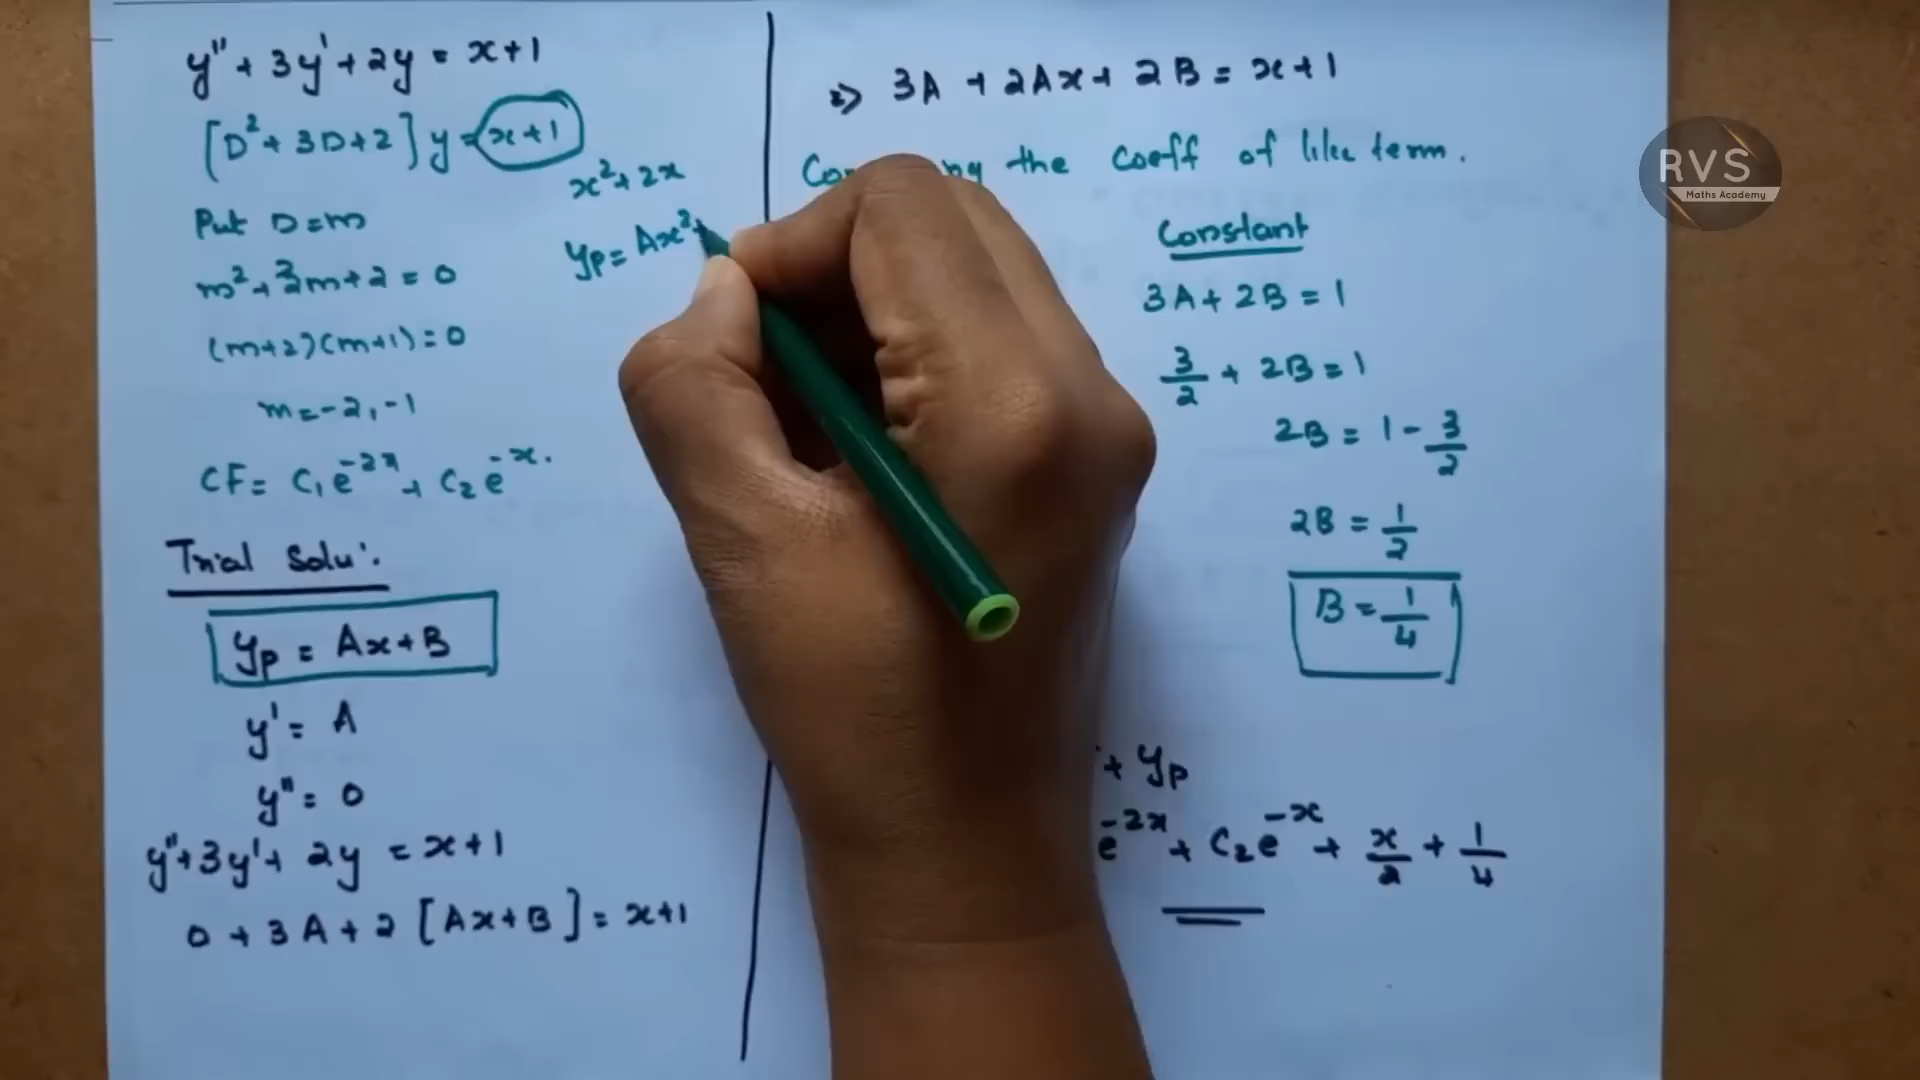 y'' + 3y' + 2y = x+1
[D² + 3D+2] y = x+1
Put D=m
m² + 3m+2 = 0
(m+2)(m+1) = 0
m = -2, -1
CF = C₁e⁻²ˣ + C₂e⁻ˣ.
Trial Solu:
yp = Ax+B
y' = A
y'' = 0
y''+3y'+ 2y = x+1
0 + 3A + 2 [Ax+B] = x+1
x² + 2x
yp = Ax² +
⇒ 3A + 2Ax + 2B = x+1
the Coeff of like term.
Constant
3A + 2B = 1
3/2 + 2B = 1
2B = 1 - 3/2
2B = 1/2
B = 1/4
+ yp
e⁻²ˣ + C₂e⁻ˣ + x/2 + 1/4
RVS
Maths Academy